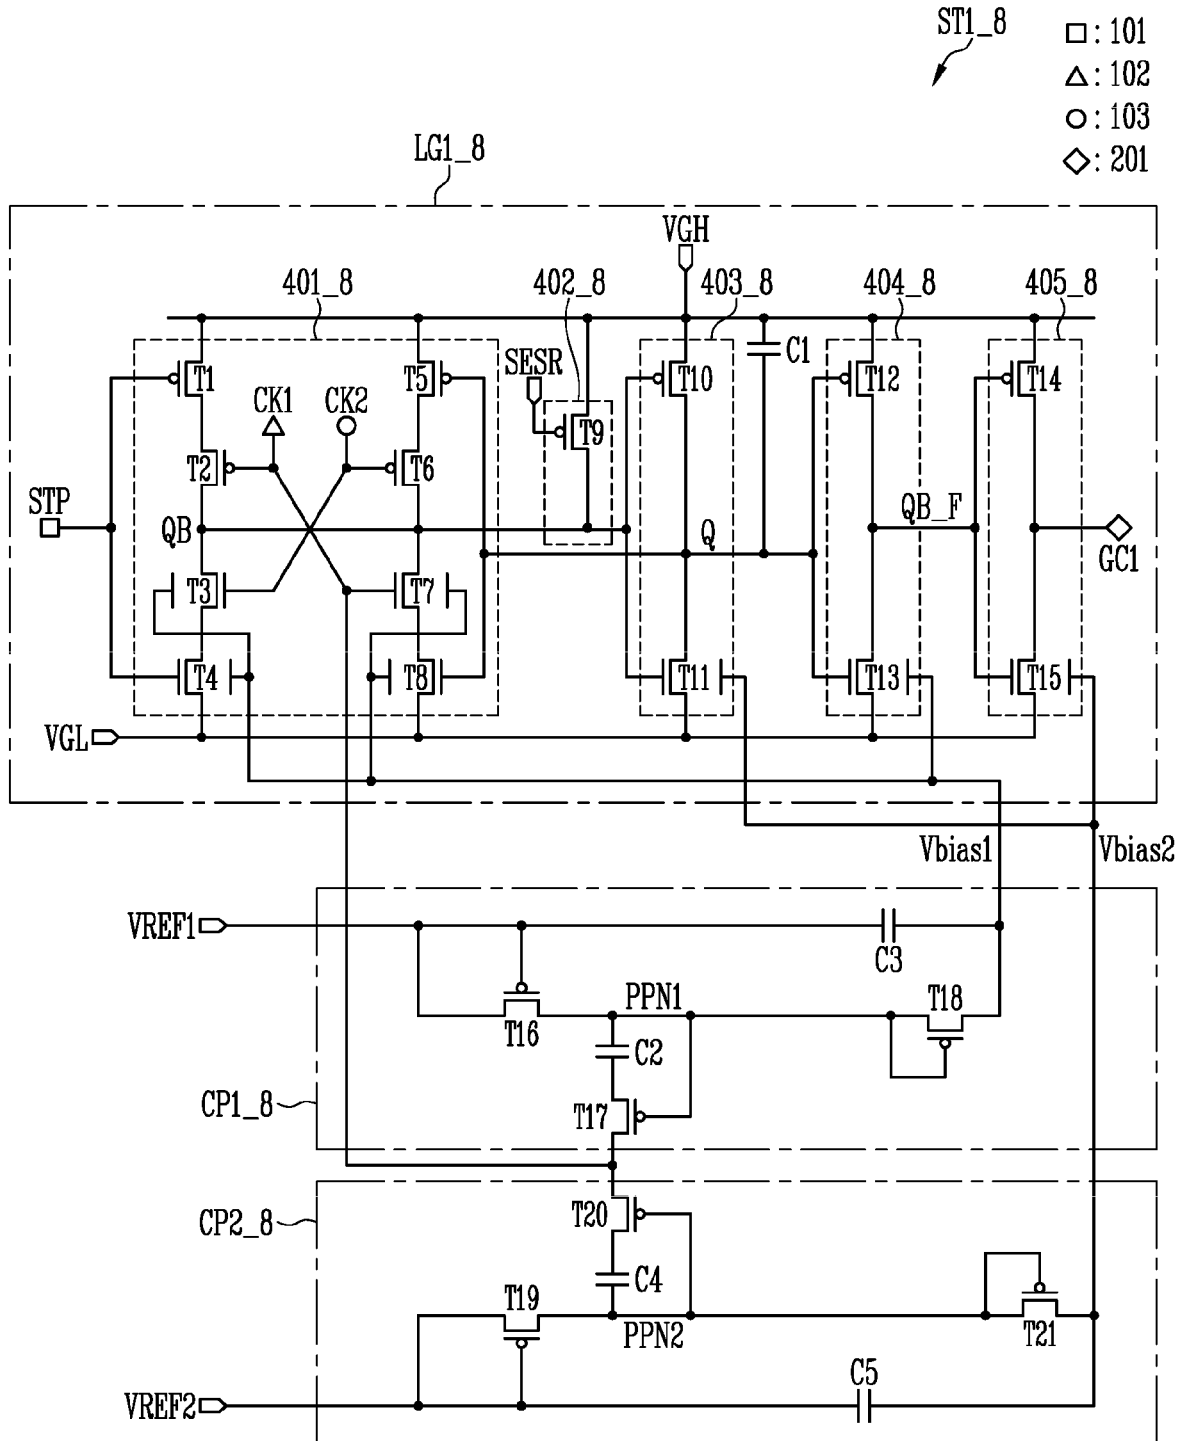 ST1_8
□ : 101
△ : 102
○ : 103
◇ : 201
LG1_8
VGH
401_8
402_8
403_8
404_8
405_8
SESR
C1
T1
T5
T10
T12
T14
CK1
CK2
T9
T2
T6
STP
QB
Q
QB_F
GC1
T3
T7
T4
T8
T11
T13
T15
VGL
Vbias1
Vbias2
VREF1
C3
PPN1
T18
T16
C2
CP1_8
T17
CP2_8
T20
C4
T19
PPN2
T21
C5
VREF2